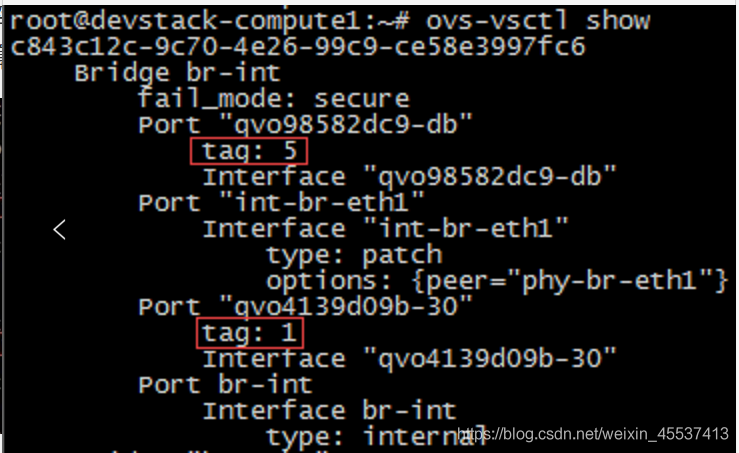 root@devstack-compute1:~# ovs-vsctl show
c843c12c-9c70-4e26-99c9-ce58e3997fc6
Bridge br-int
fail_mode: secure
Port "qvo98582dc9-db"
tag: 5
Interface "qvo98582dc9-db"
Port "int-br-eth1"
Interface "int-br-eth1"
type: patch
options: {peer="phy-br-eth1"}
Port "qvo4139d09b-30"
tag: 1
Interface "qvo4139d09b-30"
Port br-int
Interface br-int
type: internal
https://blog.csdn.net/weixin_45537413